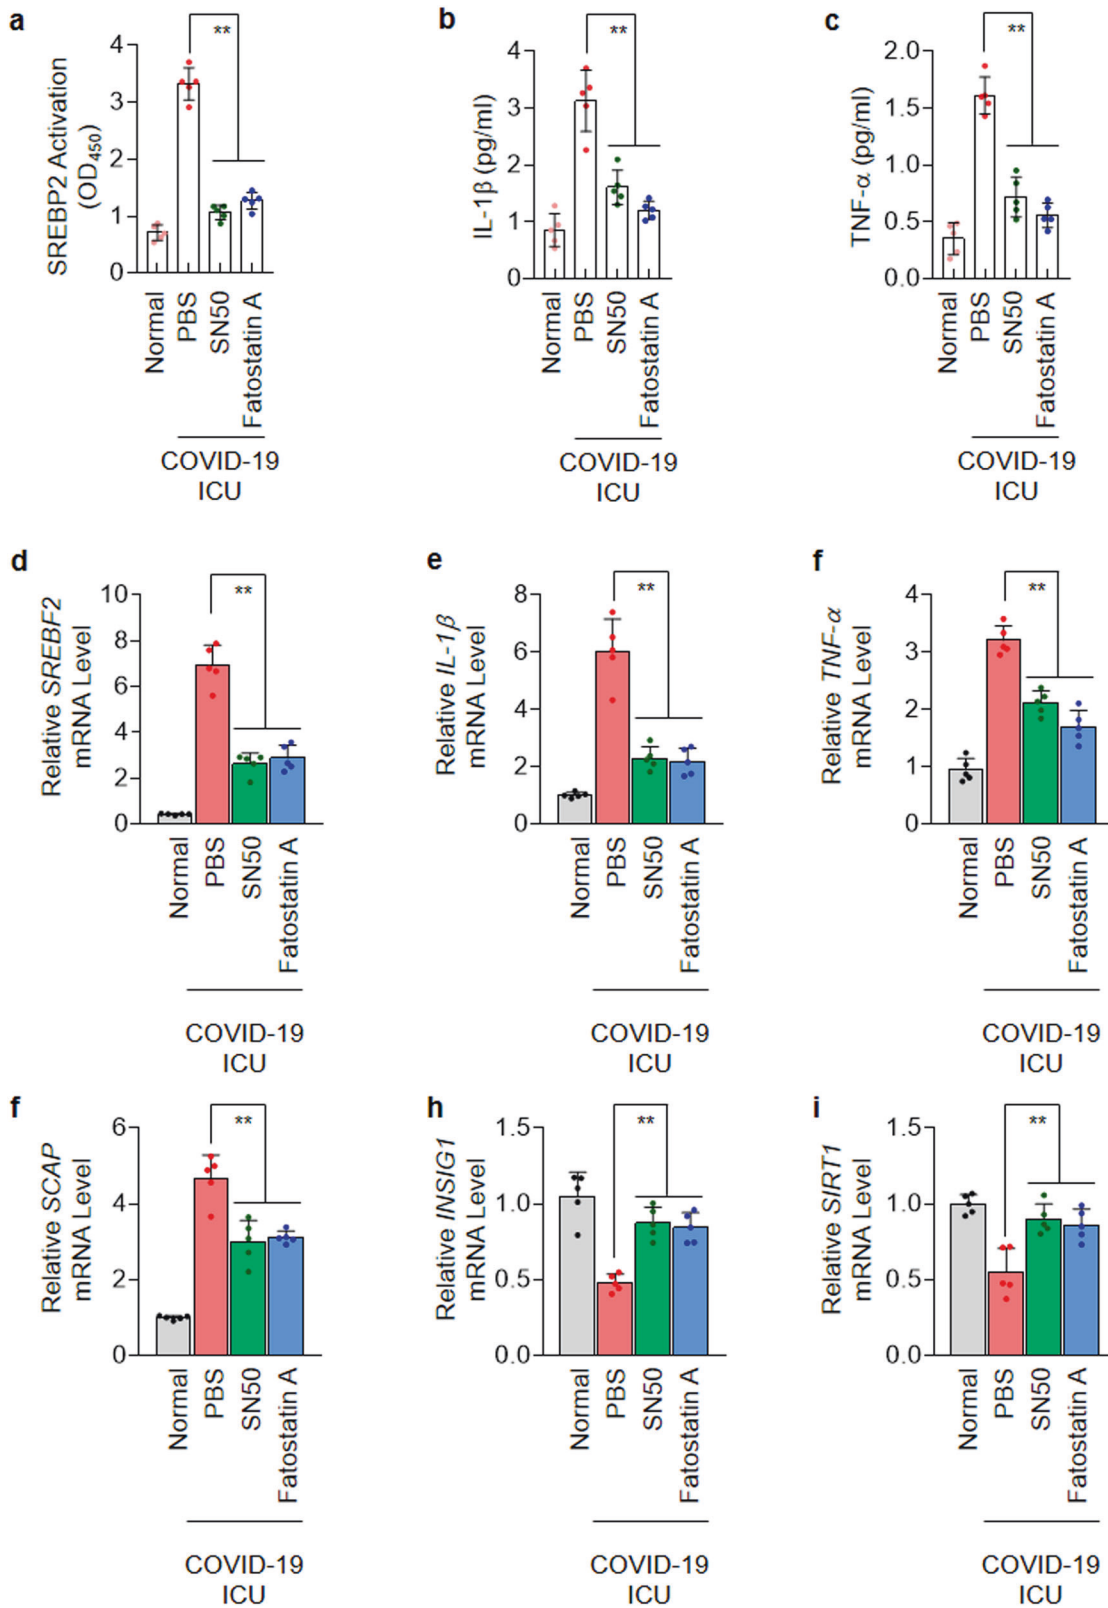 a
SREBP2 Activation
(OD450)
4
3
2
1
0
**
Normal
PBS
SN50
Fatostatin A
COVID-19
ICU
b
IL-1β (pg/ml)
4
3
2
1
0
**
Normal
PBS
SN50
Fatostatin A
COVID-19
ICU
c
TNF-α (pg/ml)
2.0
1.5
1.0
0.5
0.0
**
Normal
PBS
SN50
Fatostatin A
COVID-19
ICU
d
Relative SREBF2
mRNA Level
10
8
6
4
2
0
**
Normal
PBS
SN50
Fatostatin A
COVID-19
ICU
e
Relative IL-1β
mRNA Level
8
6
4
2
0
**
Normal
PBS
SN50
Fatostatin A
COVID-19
ICU
f
Relative TNF-α
mRNA Level
4
3
2
1
0
**
Normal
PBS
SN50
Fatostatin A
COVID-19
ICU
f
Relative SCAP
mRNA Level
6
4
2
0
**
Normal
PBS
SN50
Fatostatin A
COVID-19
ICU
h
Relative INSIG1
mRNA Level
1.5
1.0
0.5
0.0
**
Normal
PBS
SN50
Fatostatin A
COVID-19
ICU
i
Relative SIRT1
mRNA Level
1.5
1.0
0.5
0.0
**
Normal
PBS
SN50
Fatostatin A
COVID-19
ICU